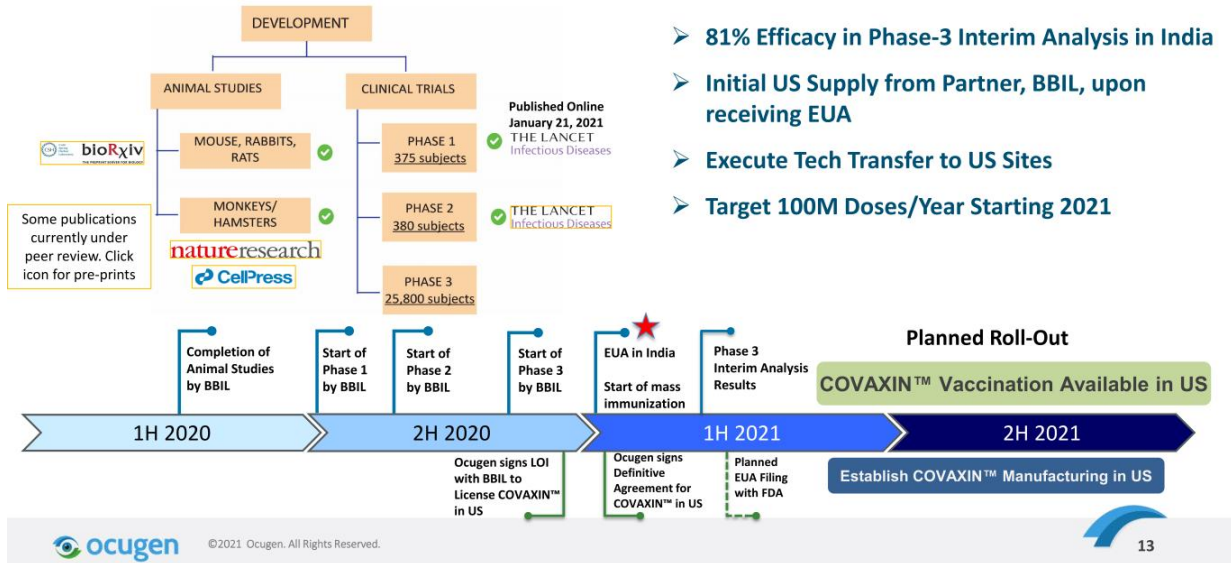 DEVELOPMENT
ANIMAL STUDIES
CLINICAL TRIALS
MOUSE, RABBITS,
RATS
bioRχiv
THE PREPRINT SERVER FOR BIOLOGY
MONKEYS/
HAMSTERS
natureresearch
CellPress
Some publications
currently under
peer review. Click
icon for pre-prints
PHASE 1
375 subjects
Published Online
January 21, 2021
THE LANCET
Infectious Diseases
PHASE 2
380 subjects
THE LANCET
Infectious Diseases
PHASE 3
25,800 subjects
➢ 81% Efficacy in Phase-3 Interim Analysis in India
➢ Initial US Supply from Partner, BBIL, upon
receiving EUA
➢ Execute Tech Transfer to US Sites
➢ Target 100M Doses/Year Starting 2021
Completion of
Animal Studies
by BBIL
Start of
Phase 1
by BBIL
Start of
Phase 2
by BBIL
Start of
Phase 3
by BBIL
EUA in India
Start of mass
immunization
Phase 3
Interim Analysis
Results
Planned Roll-Out
COVAXIN™ Vaccination Available in US
1H 2020
2H 2020
1H 2021
2H 2021
Ocugen signs LOI
with BBIL to
License COVAXIN™
in US
Ocugen signs
Definitive
Agreement for
COVAXIN™ in US
Planned
EUA Filing
with FDA
Establish COVAXIN™ Manufacturing in US
ocugen
©2021 Ocugen. All Rights Reserved.
13